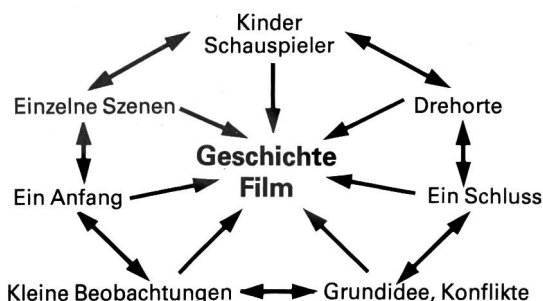 Kinder
Schauspieler
Einzelne Szenen
Drehorte
Geschichte
Film
Ein Anfang
Ein Schluss
Kleine Beobachtungen
Grundidee, Konflikte